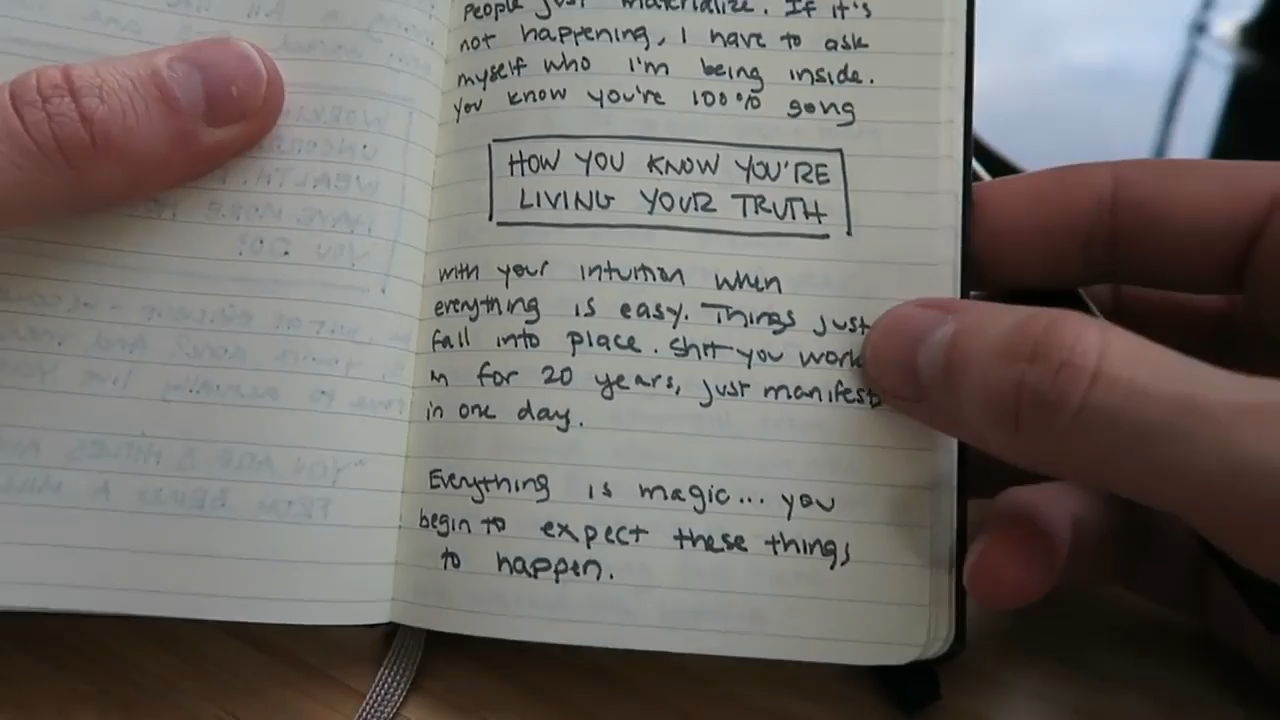 People just materialize. If it's
not happening, I have to ask
myself who I'm being inside.
You know you're 100% gong
HOW YOU KNOW YOU'RE
LIVING YOUR TRUTH
with your intuition when
everything is easy. Things just
fall into place. Shit you work
in for 20 years, just manifest
in one day.
Everything is magic... you
begin to expect these things
to happen.